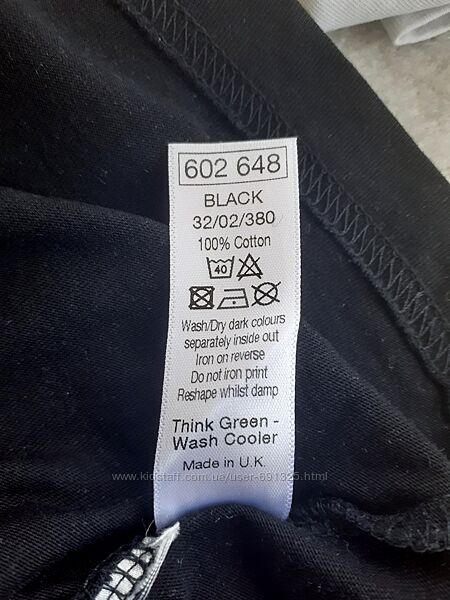 602 648
BLACK
32/02/380
100% Cotton
40
Wash/Dry dark colours
separately inside out
Iron on reverse
Do not iron print
Reshape whilst damp
Think Green -
Wash Cooler
Made in U.K.
www.kidstaff.com.ua/user-691325.html